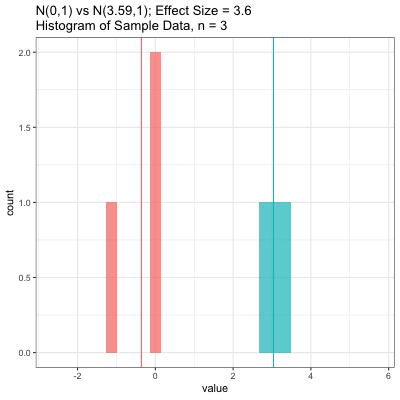 N(0,1) vs N(3.59,1); Effect Size = 3.6
Histogram of Sample Data, n = 3
2.0
1.5
count
1.0
0.5
0.0
-2 0 2 4 6
value